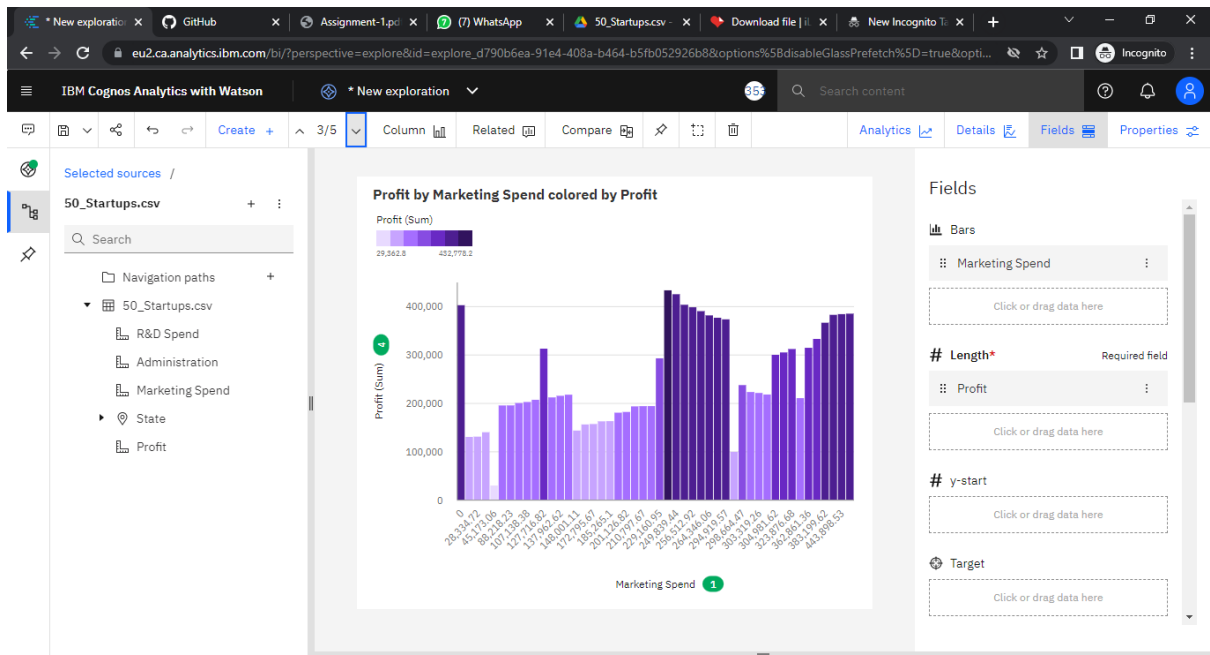 * New exploration
GitHub
Assignment-1.pd
(7) WhatsApp
50_Startups.csv -
Download file | iL
New Incognito Ta
eu2.ca.analytics.ibm.com/bi/?perspective=explore&id=explore_d790b6ea-91e4-408a-b464-b5fb052926b8&options%5BdisableGlassPrefetch%5D=true&opti...
Incognito
IBM Cognos Analytics with Watson
* New exploration
353
Search content
Create +
3/5
Column
Related
Compare
Analytics
Details
Fields
Properties
Selected sources /
50_Startups.csv
Search
Navigation paths
50_Startups.csv
R&D Spend
Administration
Marketing Spend
State
Profit
Profit by Marketing Spend colored by Profit
Profit (Sum)
29,362.8 452,778.2
400,000
300,000
200,000
100,000
0
Profit (Sum)
4
0
28,334.72
45,173.06
88,218.23
107,138.38
127,716.82
137,962.62
148,001.11
172,795.67
185,265.1
201,126.82
210,797.67
229,160.95
249,839.44
256,512.92
264,346.06
294,919.57
298,664.47
303,319.26
304,981.62
323,876.68
362,861.36
383,199.62
443,898.53
Marketing Spend 1
Fields
Bars
Marketing Spend
Click or drag data here
# Length* Required field
Profit
Click or drag data here
# y-start
Click or drag data here
Target
Click or drag data here